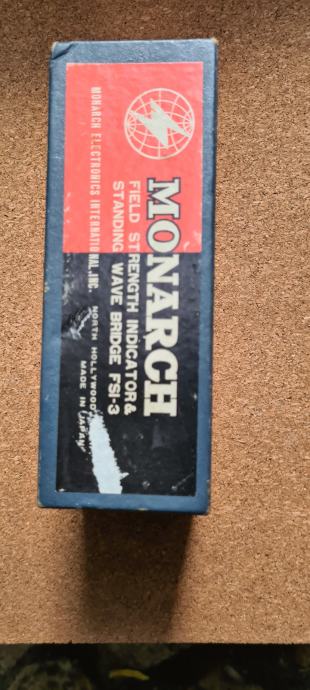 MONARCH
FIELD STRENGTH INDICATOR &
STANDING WAVE BRIDGE FSI-3
MONARCH ELECTRONICS INTERNATIONAL, INC. NORTH HOLLYWOOD
MADE IN JAPAN